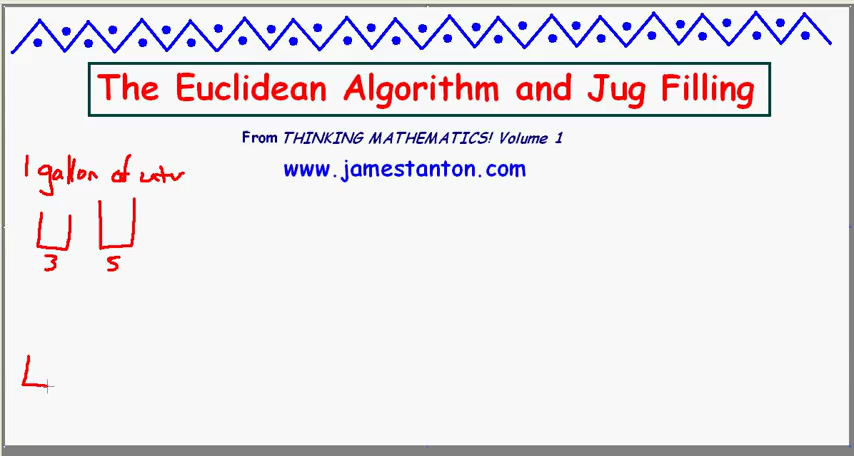 The Euclidean Algorithm and Jug Filling
From THINKING MATHEMATICS! Volume 1
www.jamestanton.com
1 gallon of water
3 5